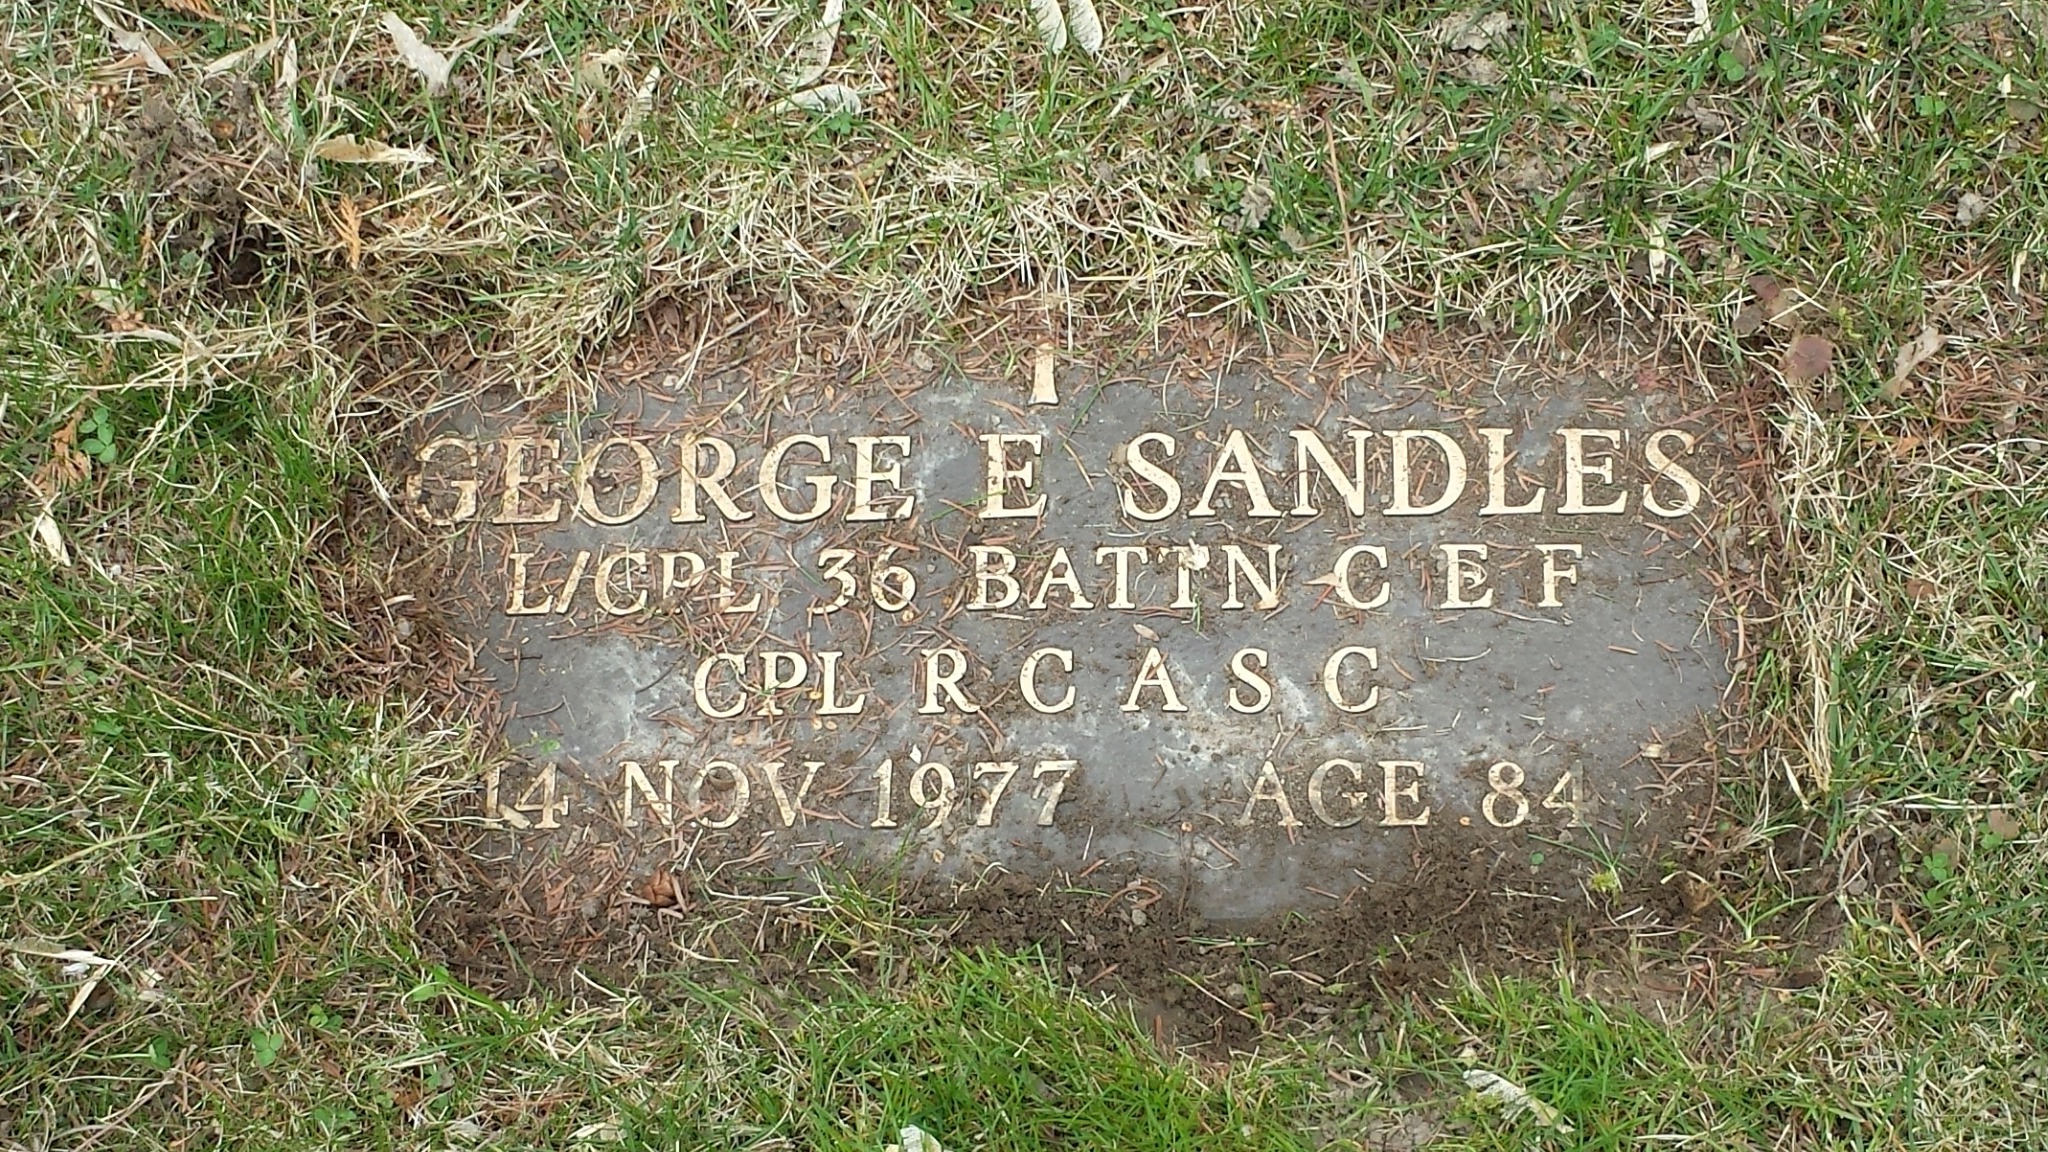 GEORGE E SANDLES
L/CPL 36 BATTN C E F
CPL R C A S C
14 NOV 1977 AGE 84